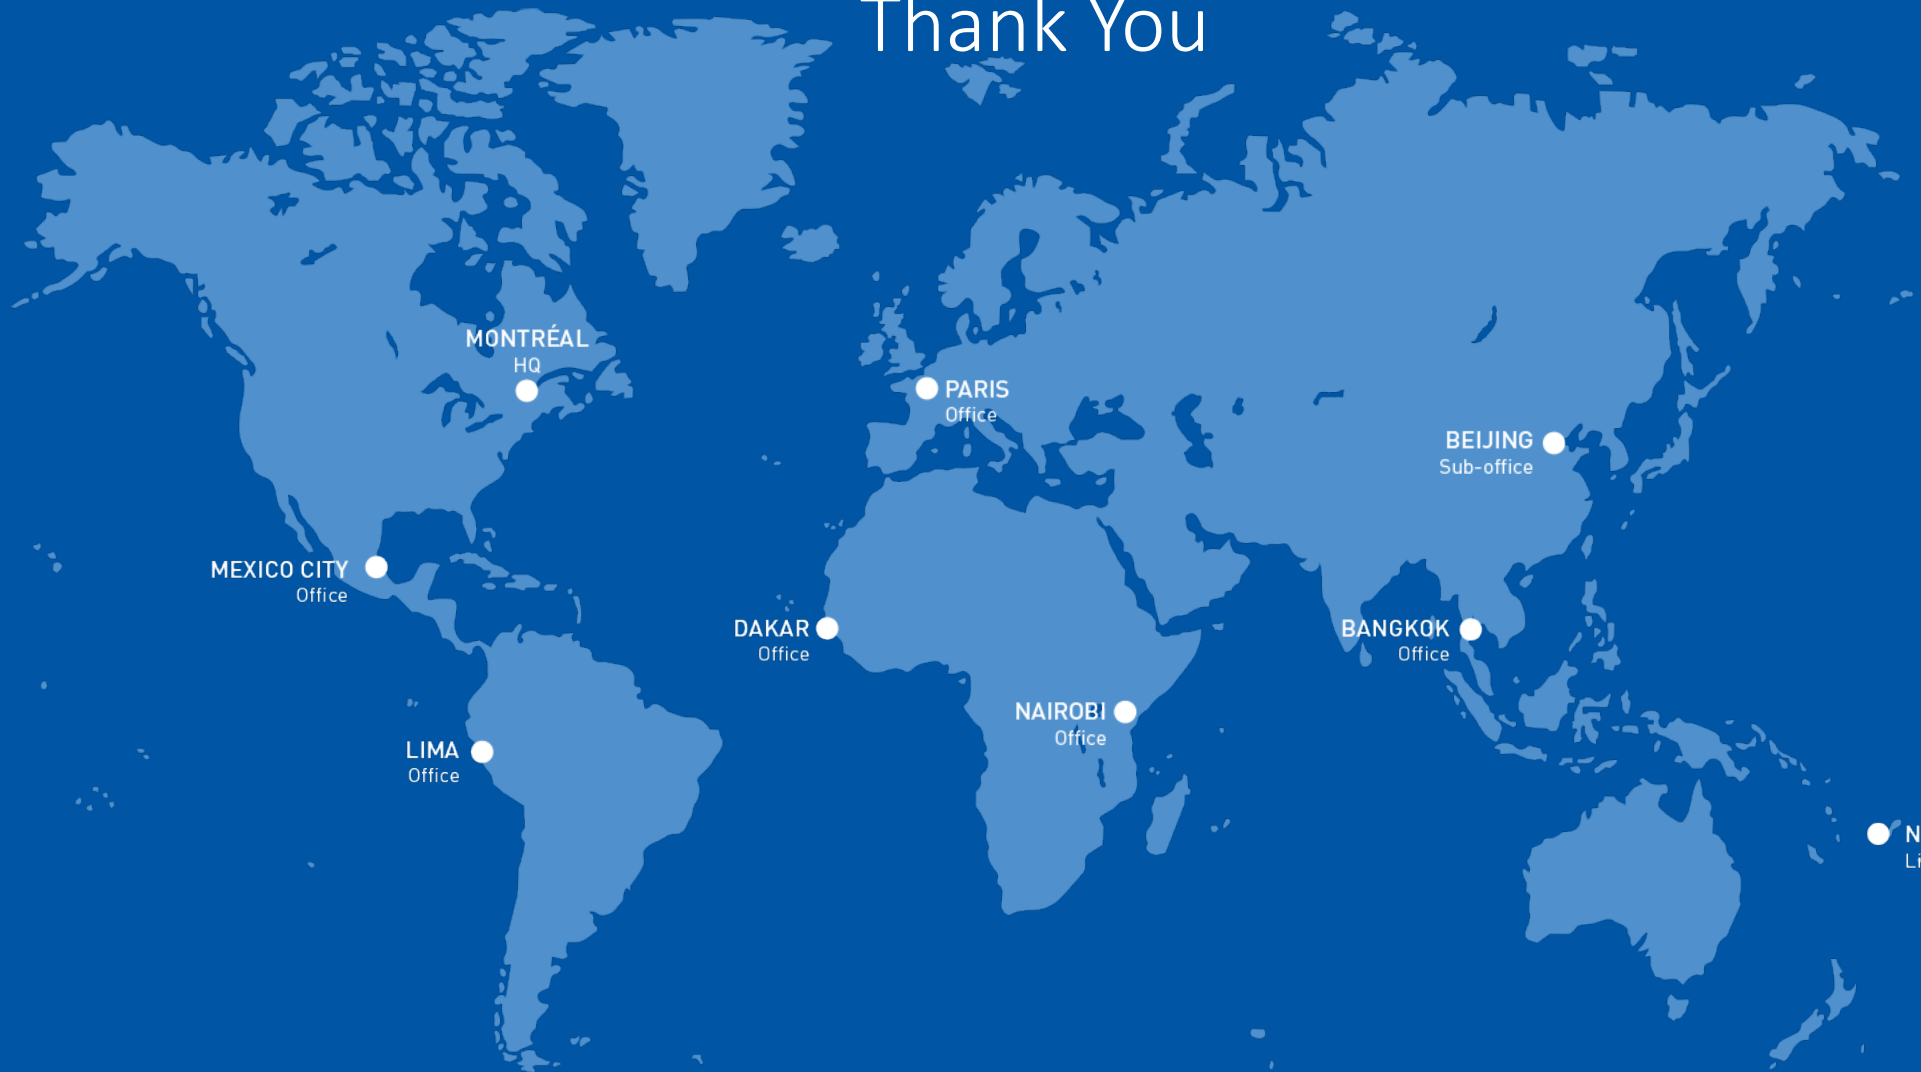 Thank You
MONTRÉAL
HQ
PARIS
Office
BEIJING
Sub-office
MEXICO CITY
Office
DAKAR
Office
BANGKOK
Office
NAIROBI
Office
LIMA
Office